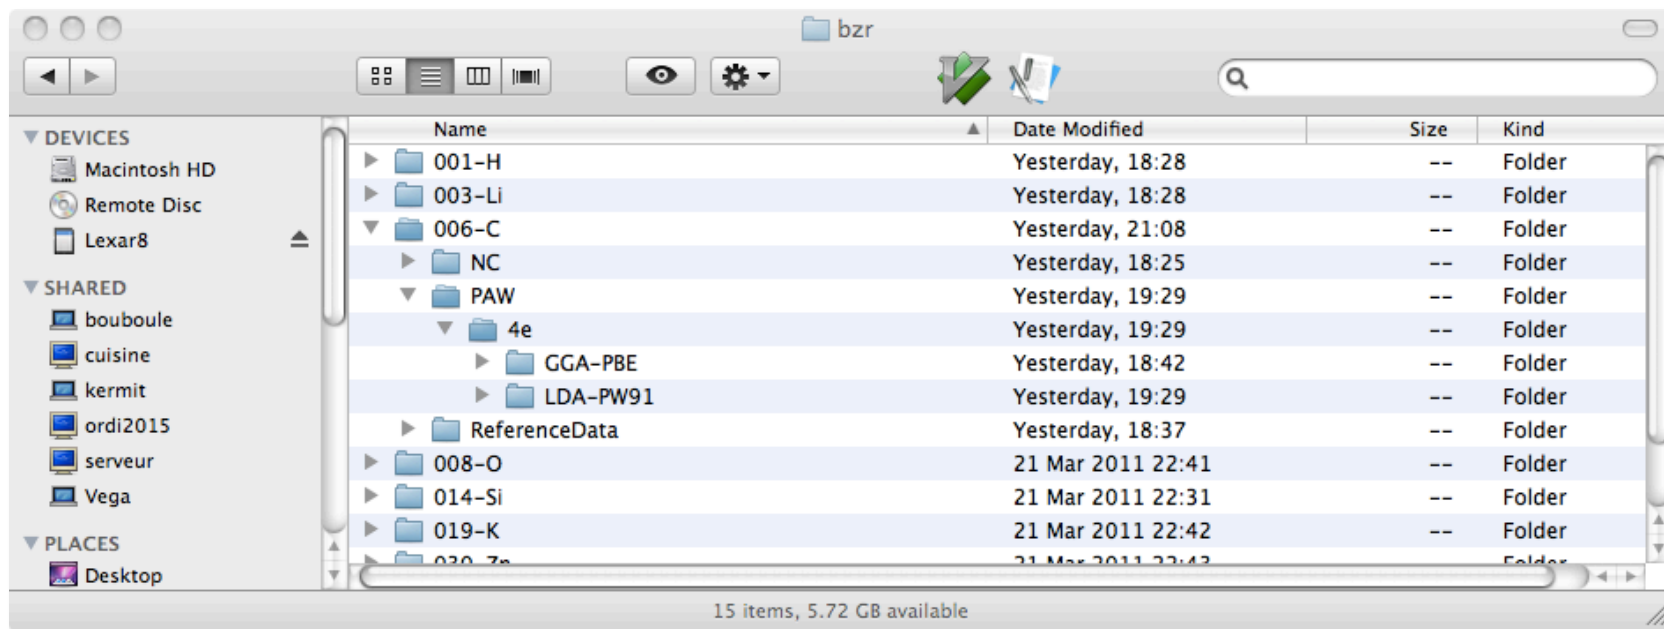 bzr
Name Date Modified Size Kind
DEVICES
Macintosh HD
Remote Disc
Lexar8
SHARED
bouboule
cuisine
kermit
ordi2015
serveur
Vega
PLACES
Desktop
001-H Yesterday, 18:28 -- Folder
003-Li Yesterday, 18:28 -- Folder
006-C Yesterday, 21:08 -- Folder
NC Yesterday, 18:25 -- Folder
PAW Yesterday, 19:29 -- Folder
4e Yesterday, 19:29 -- Folder
GGA-PBE Yesterday, 18:42 -- Folder
LDA-PW91 Yesterday, 19:29 -- Folder
ReferenceData Yesterday, 18:37 -- Folder
008-O 21 Mar 2011 22:41 -- Folder
014-Si 21 Mar 2011 22:31 -- Folder
019-K 21 Mar 2011 22:42 -- Folder
15 items, 5.72 GB available